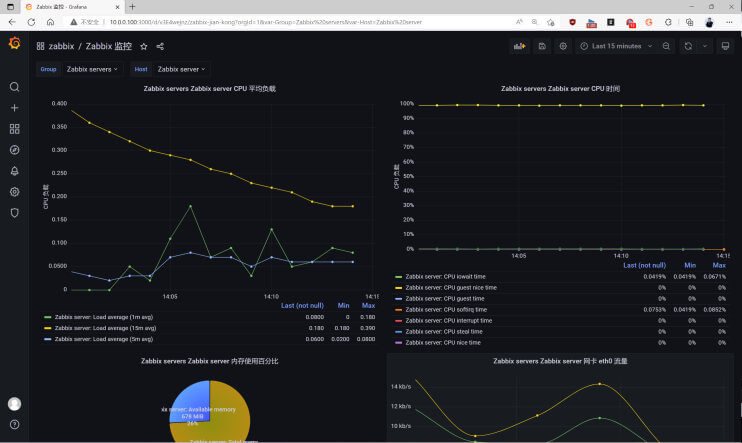 Zabbix 监控 - Grafana
不安全
10.0.0.100:3000/d/
zabbix-jian-kong?orgId=1&var-Group=Zabbix%20servers&var-Host=Zabbix%20server
zabbix / Zabbix 监控
Last 15 minutes
Group
Zabbix servers
Host
Zabbix server
Zabbix servers Zabbix server CPU 平均负载
0.400
0.350
0.300
0.250
0.200
0.150
0.100
0.0500
0
CPU 负载
14:05
14:10
14:15
Last (not null) Min Max
Zabbix server: Load average (1m avg) 0.0800 0 0.180
Zabbix server: Load average (15m avg) 0.180 0.180 0.390
Zabbix server: Load average (5m avg) 0.0600 0.0200 0.0800
Zabbix servers Zabbix server CPU 时间
100%
90%
80%
70%
60%
50%
40%
30%
20%
10%
0%
CPU 负载
14:05
14:10
14:15
Last (not null) Min Max
Zabbix server: CPU iowait time 0.0419% 0.0419% 0.0671%
Zabbix server: CPU guest nice time 0% 0% 0%
Zabbix server: CPU guest time 0% 0% 0%
Zabbix server: CPU softirq time 0.0753% 0.0419% 0.0852%
Zabbix server: CPU interrupt time 0% 0% 0%
Zabbix server: CPU steal time 0% 0% 0%
Zabbix server: CPU nice time 0% 0% 0%
Zabbix servers Zabbix server 内存使用百分比
server: Available memory
678 MiB
26%
Zabbix servers Zabbix server 网卡 eth0 流量
14 kb/s
12 kb/s
10 kb/s